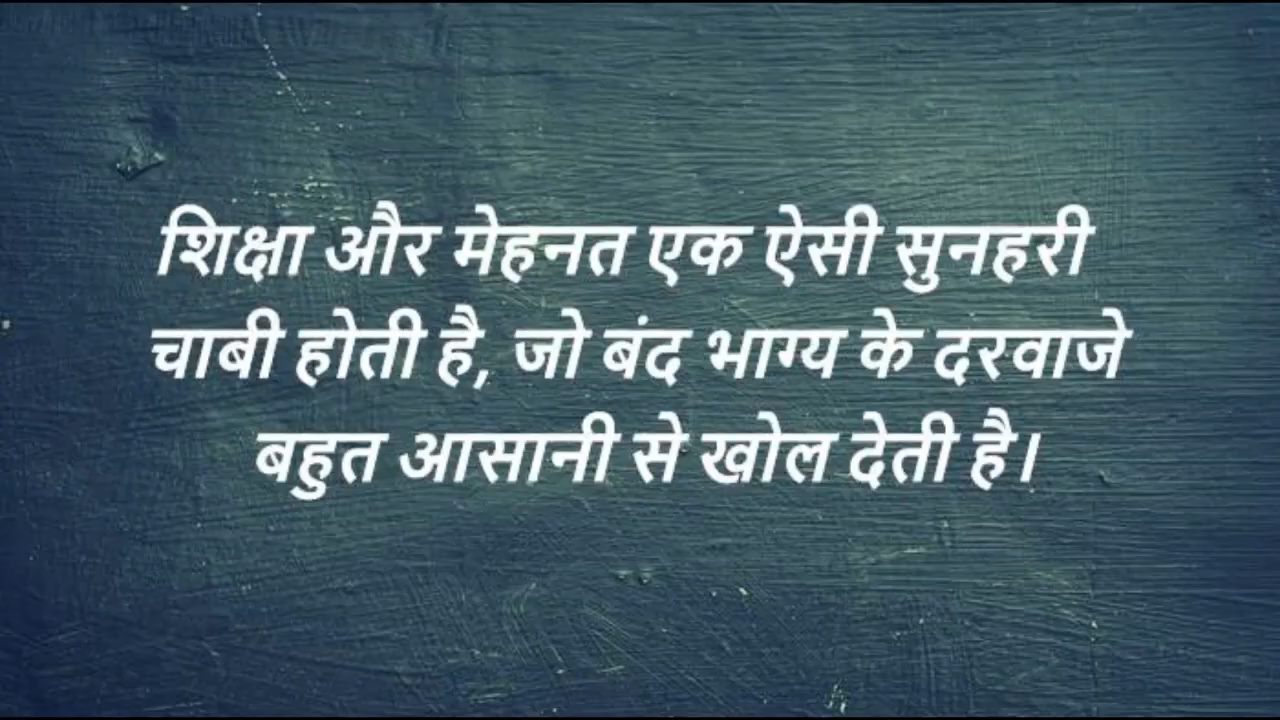 शिक्षा और मेहनत एक ऐसी सुनहरी
चाबी होती है, जो बंद भाग्य के दरवाजे
बहुत आसानी से खोल देती है।